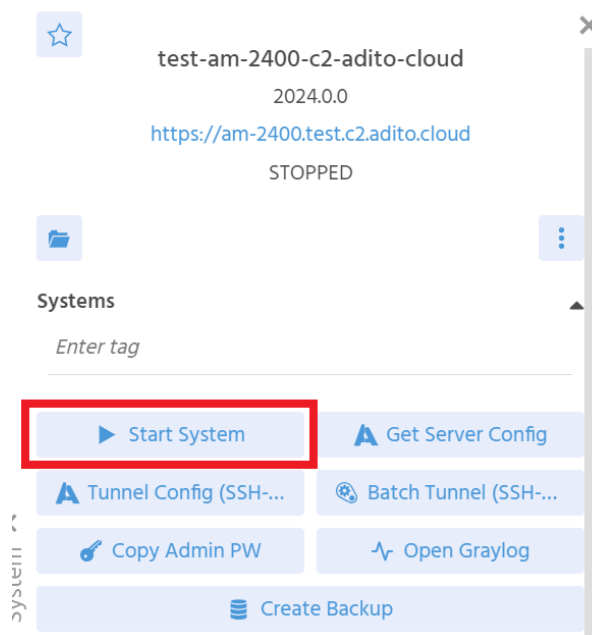 test-am-2400-c2-adito-cloud
2024.0.0
https://am-2400.test.c2.adito.cloud
STOPPED
Systems
Enter tag
Start System
Get Server Config
Tunnel Config (SSH-...
Batch Tunnel (SSH-...
Copy Admin PW
Open Graylog
System
Create Backup